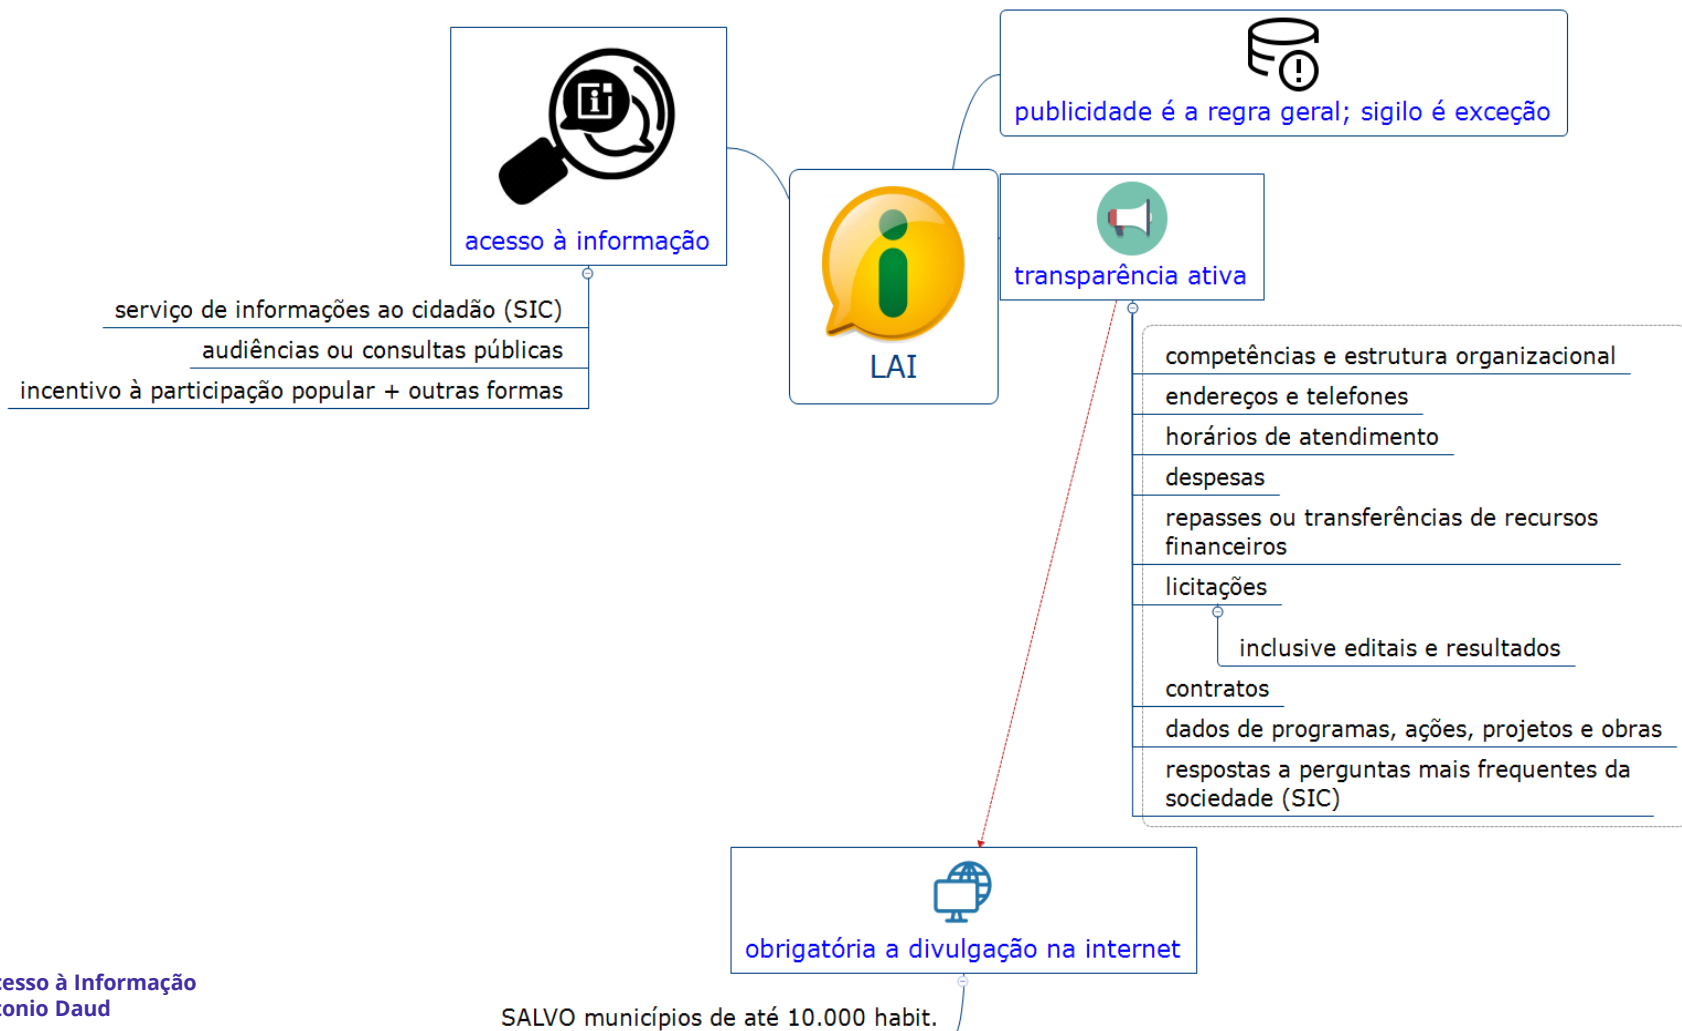 publicidade é a regra geral; sigilo é exceção
acesso à informação
serviço de informações ao cidadão (SIC)
audiências ou consultas públicas
incentivo à participação popular + outras formas
LAI
transparência ativa
competências e estrutura organizacional
endereços e telefones
horários de atendimento
despesas
repasses ou transferências de recursos
financeiros
licitações
inclusive editais e resultados
contratos
dados de programas, ações, projetos e obras
respostas a perguntas mais frequentes da
sociedade (SIC)
obrigatória a divulgação na internet
SALVO municípios de até 10.000 habit.
à Informação
Daud